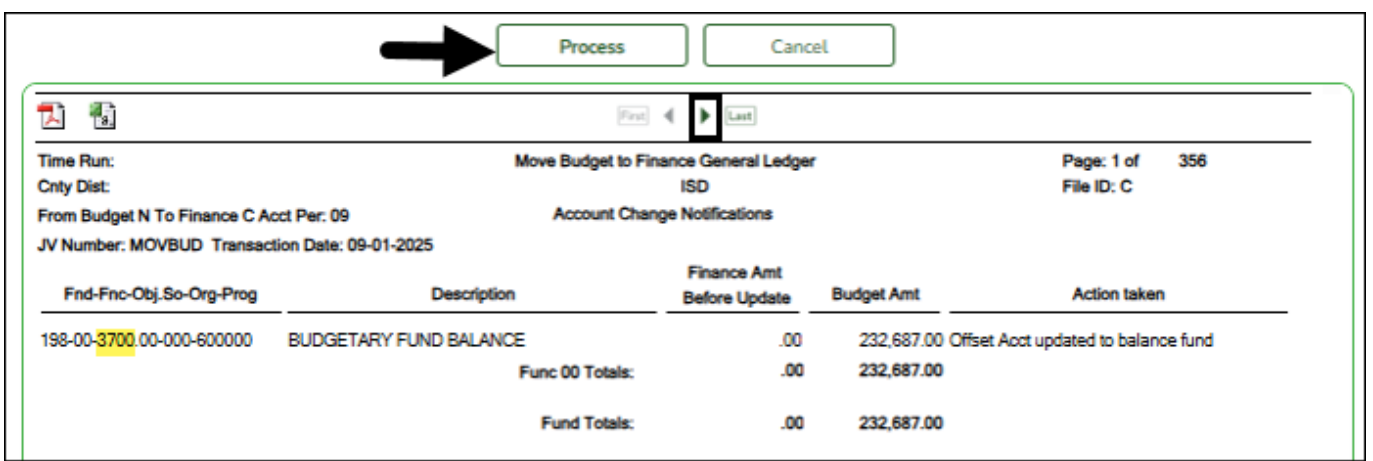 Process Cancel
First Last
Time Run: Move Budget to Finance General Ledger Page: 1 of 356
Cnty Dist: ISD File ID: C
From Budget N To Finance C Acct Per: 09 Account Change Notifications
JV Number: MOVBUD Transaction Date: 09-01-2025
Finance Amt
Fnd-Fnc-Obj.So-Org-Prog Description Before Update Budget Amt Action taken
198-00-3700.00-000-600000 BUDGETARY FUND BALANCE .00 232,687.00 Offset Acct updated to balance fund
Func 00 Totals: .00 232,687.00
Fund Totals: .00 232,687.00